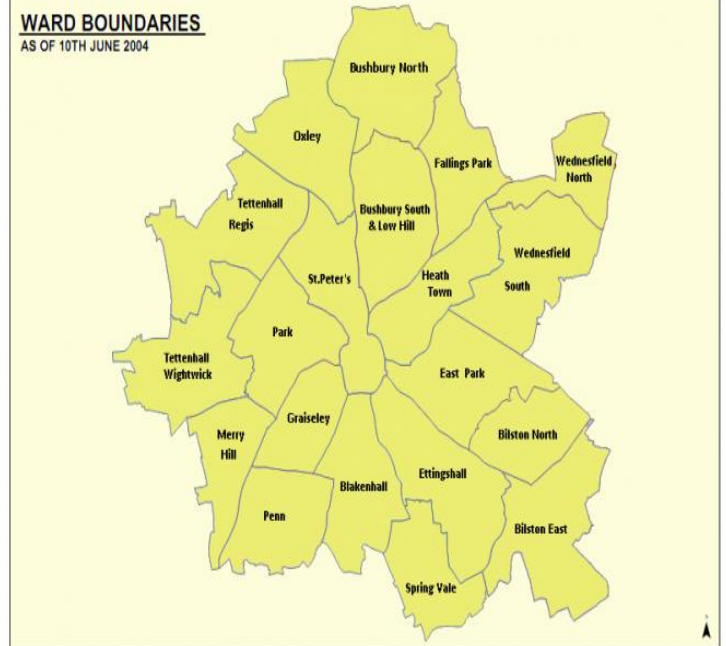 WARD BOUNDARIES
AS OF 10TH JUNE 2004
Bushbury North
Oxley
Fallings Park
Wednesfield
North
Tettenhall
Regis
Bushbury South
& Low Hill
Wednesfield
South
St.Peter's
Heath
Town
Park
Tettenhall
Wightwick
East Park
Graiseley
Merry
Hill
Bilston North
Blakenhall
Ettingshall
Penn
Bilston East
Spring Vale